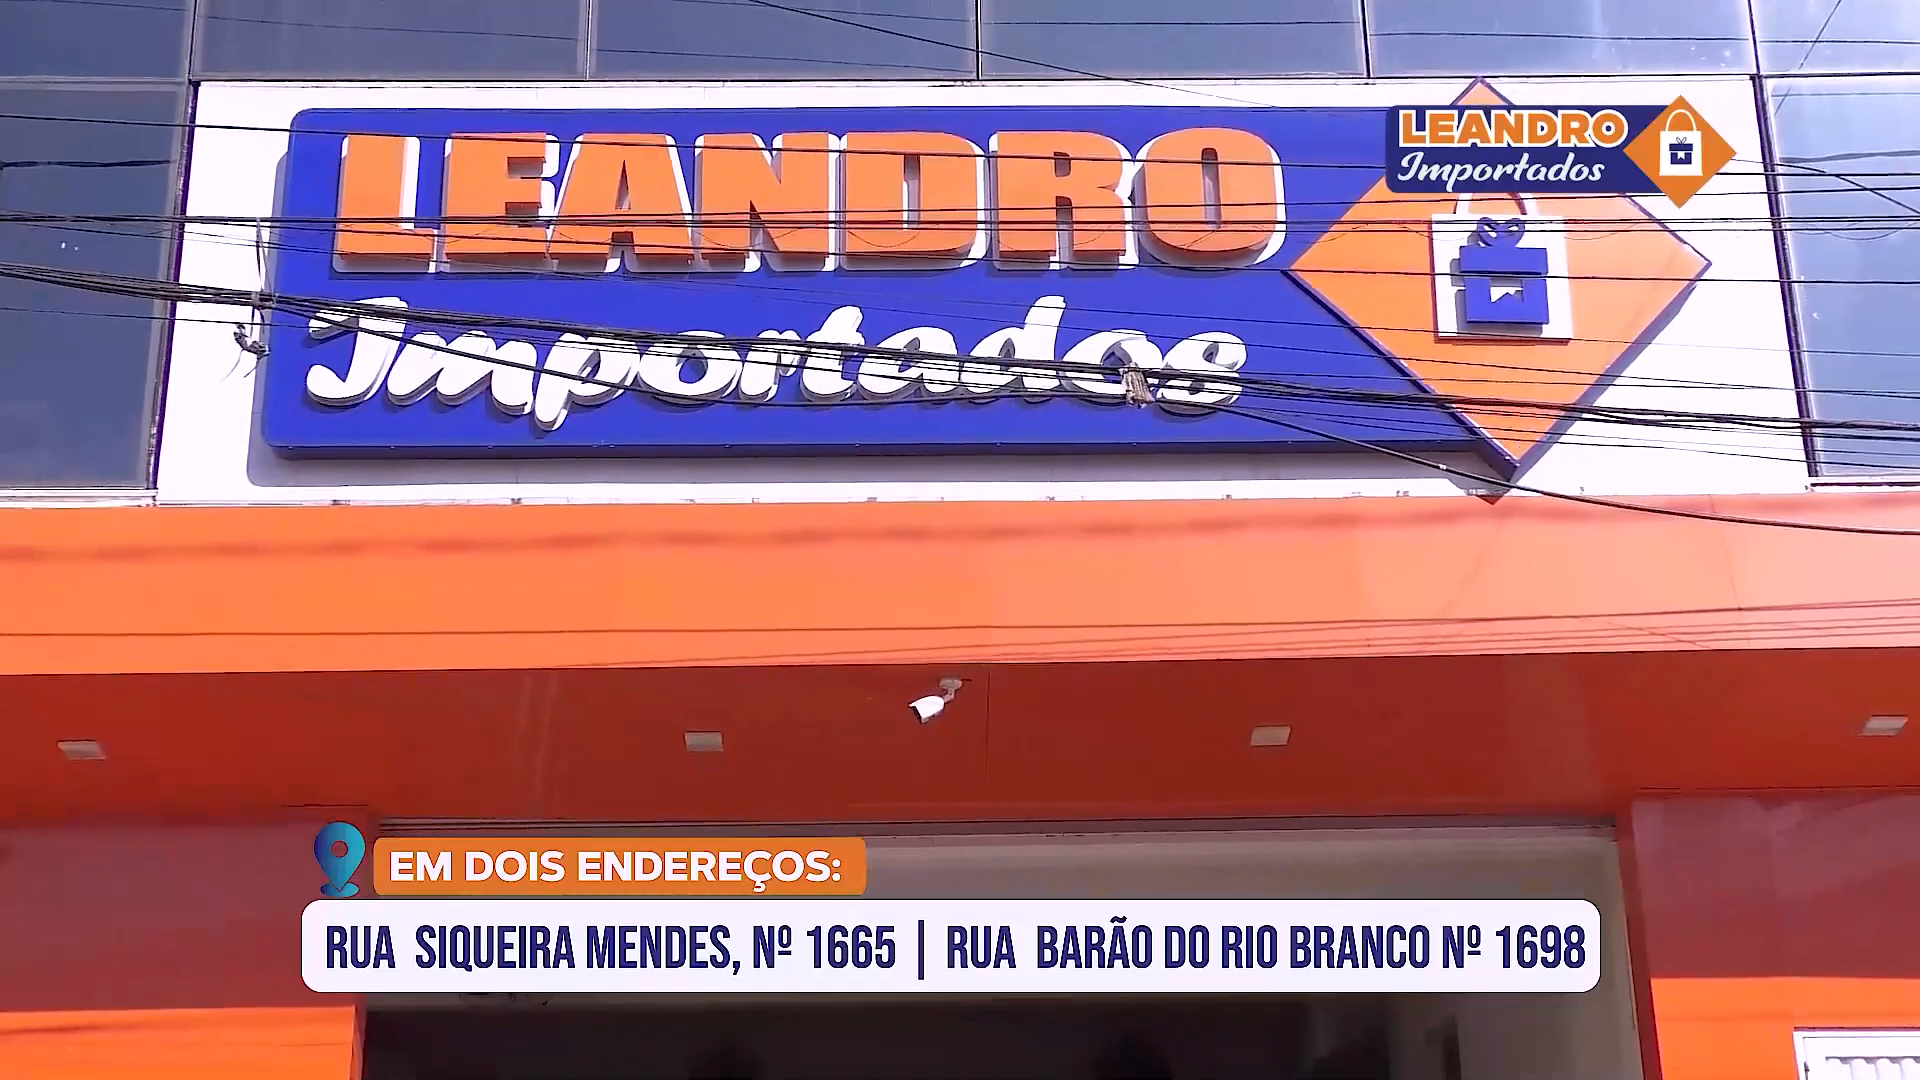 LEANDRO
Importados
LEANDRO
Importados
EM DOIS ENDEREÇOS:
RUA SIQUEIRA MENDES, Nº 1665 | RUA BARÃO DO RIO BRANCO Nº 1698